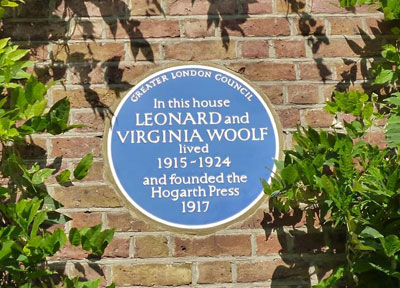 GREATER LONDON COUNCIL
In this house
LEONARD and
VIRGINIA WOOLF
lived
1915-1924
and founded the
Hogarth Press
1917